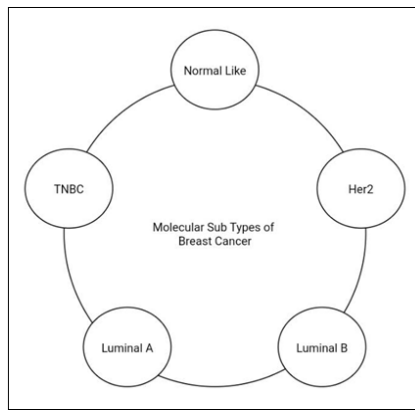 Normal Like
TNBC
Her2
Molecular Sub Types of
Breast Cancer
Luminal A
Luminal B